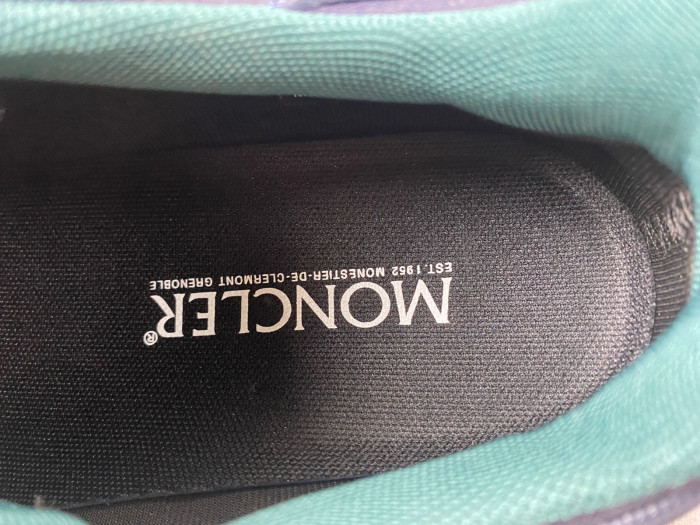 MONCLER®
EST. 1952 MONESTIER-DE-CLERMONT GRENOBLE